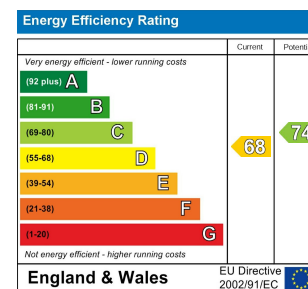 Energy Efficiency Rating
Current Potenti
Very energy efficient - lower running costs
(92 plus) A
(81-91) B
(69-80) C
74
(55-68) D
68
(39-54) E
(21-38) F
(1-20) G
Not energy efficient - higher running costs
England & Wales
EU Directive
2002/91/EC